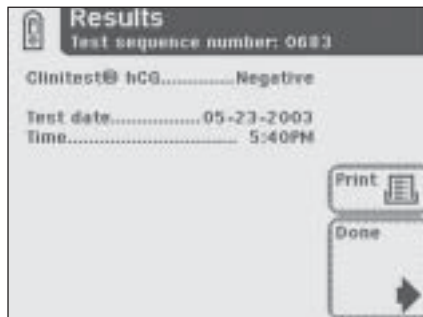 Results
Test sequence number: 0683
Clinitest® hCG.............Negative
Test date................05-23-2003
Time.............................. 5:40PM
Print
Done